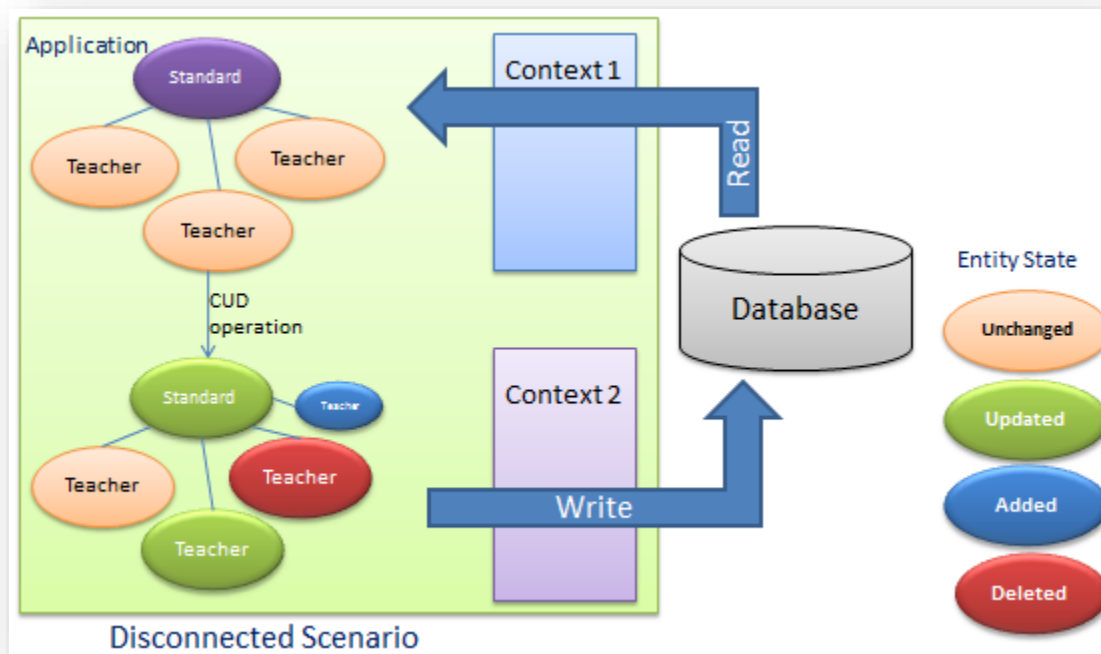 Application
Standard
Teacher
Teacher
Teacher
CUD
operation
Standard
Teacher
Teacher
Teacher
Teacher
Context 1
Read
Database
Context 2
Write
Entity State
Unchanged
Updated
Added
Deleted
Disconnected Scenario